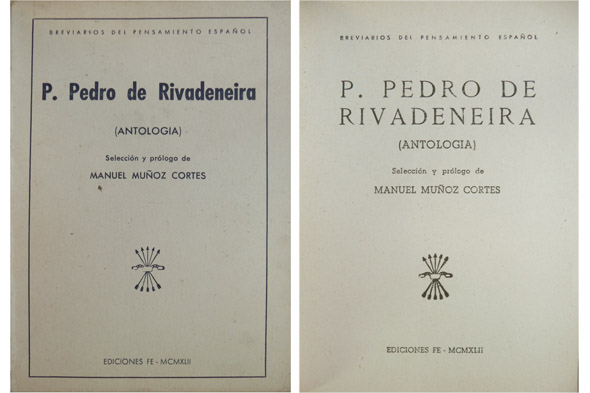 BREVIARIOS DEL PENSAMIENTO ESPAÑOL
P. Pedro de Rivadeneira
(ANTOLOGIA)
Selección y prólogo de
MANUEL MUÑOZ CORTES
EDICIONES FE - MCMXLII
BREVIARIOS DEL PENSAMIENTO ESPAÑOL
P. PEDRO DE
RIVADENEIRA
(ANTOLOGIA)
Selección y prólogo de
MANUEL MUÑOZ CORTES
EDICIONES FE - MCMXLII